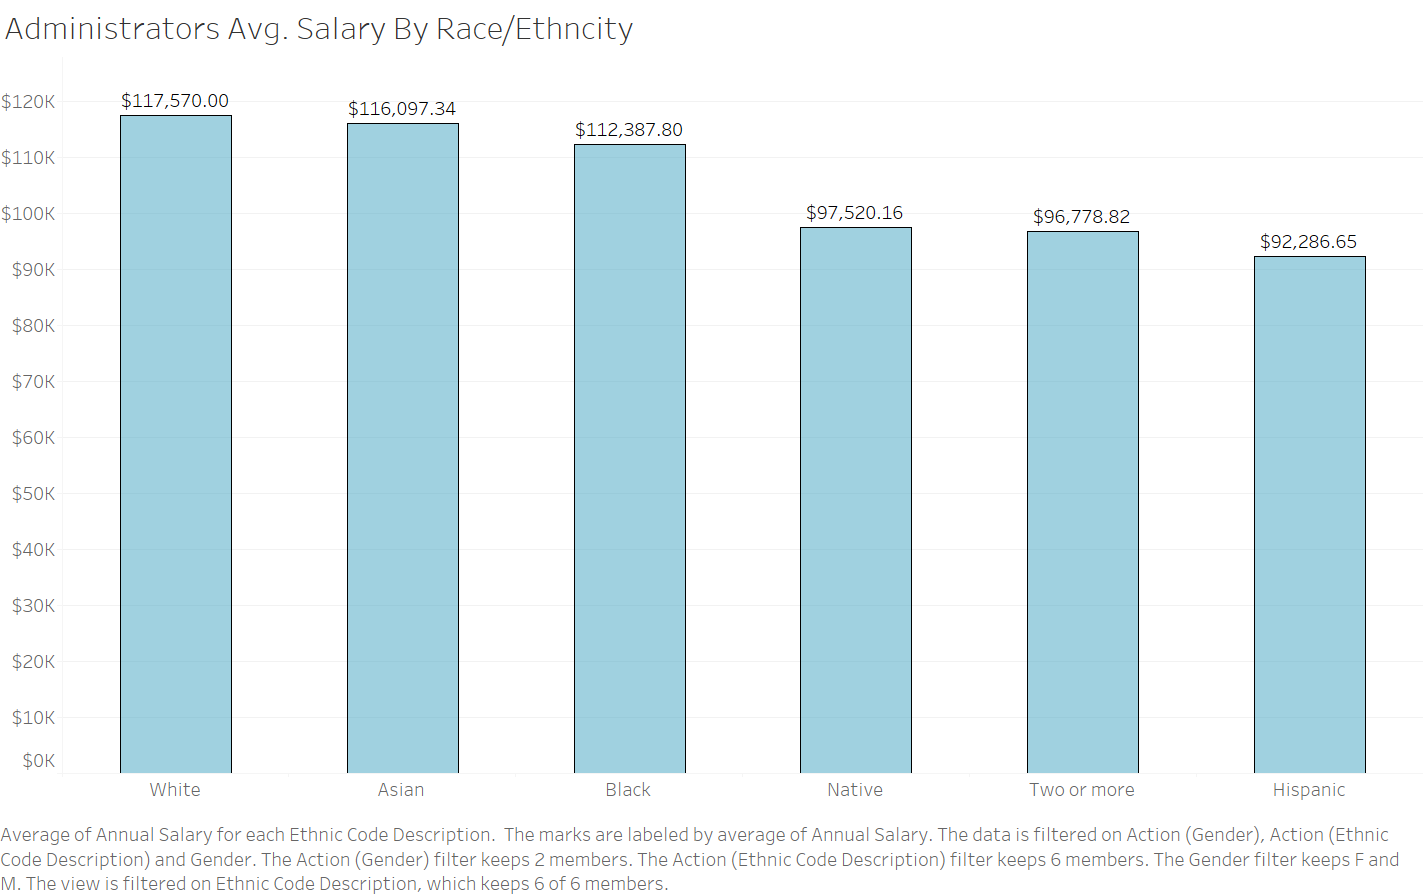 Administrators Avg. Salary By Race/Ethncity
$120K
$110K
$100K
$90K
$80K
$70K
$60K
$50K
$40K
$30K
$20K
$10K
$0K
$117,570.00
$116,097.34
$112,387.80
$97,520.16
$96,778.82
$92,286.65
White
Asian
Black
Native
Two or more
Hispanic
Average of Annual Salary for each Ethnic Code Description.  The marks are labeled by average of Annual Salary. The data is filtered on Action (Gender), Action (Ethnic
Code Description) and Gender. The Action (Gender) filter keeps 2 members. The Action (Ethnic Code Description) filter keeps 6 members. The Gender filter keeps F and
M. The view is filtered on Ethnic Code Description, which keeps 6 of 6 members.